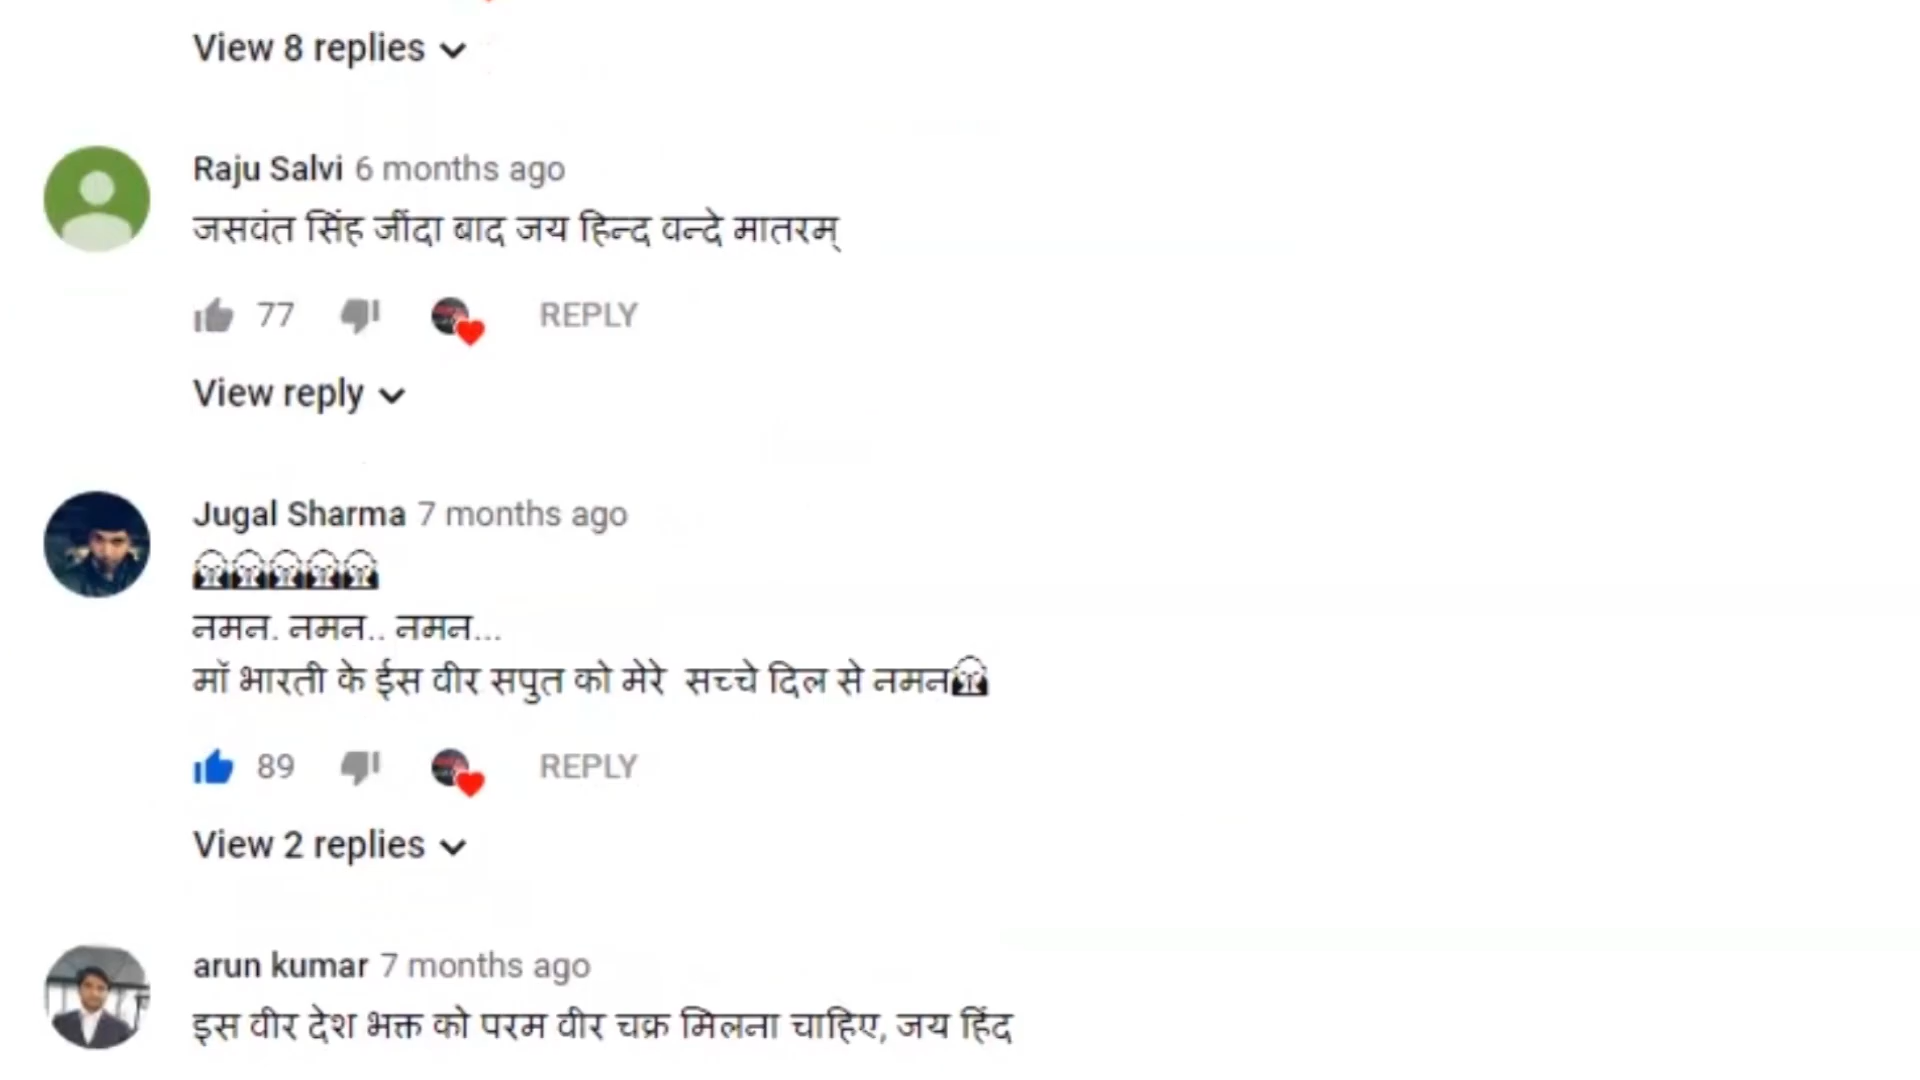 View 8 replies
Raju Salvi 6 months ago
जसवंत सिंह जींदा बाद जय हिन्द वन्दे मातरम्
77 REPLY
View reply
Jugal Sharma 7 months ago
नमन. नमन.. नमन...
मॉ भारती के ईस वीर सपुत को मेरे सच्चे दिल से नमन
89 REPLY
View 2 replies
arun kumar 7 months ago
इस वीर देश भक्त को परम वीर चक्र मिलना चाहिए, जय हिंद